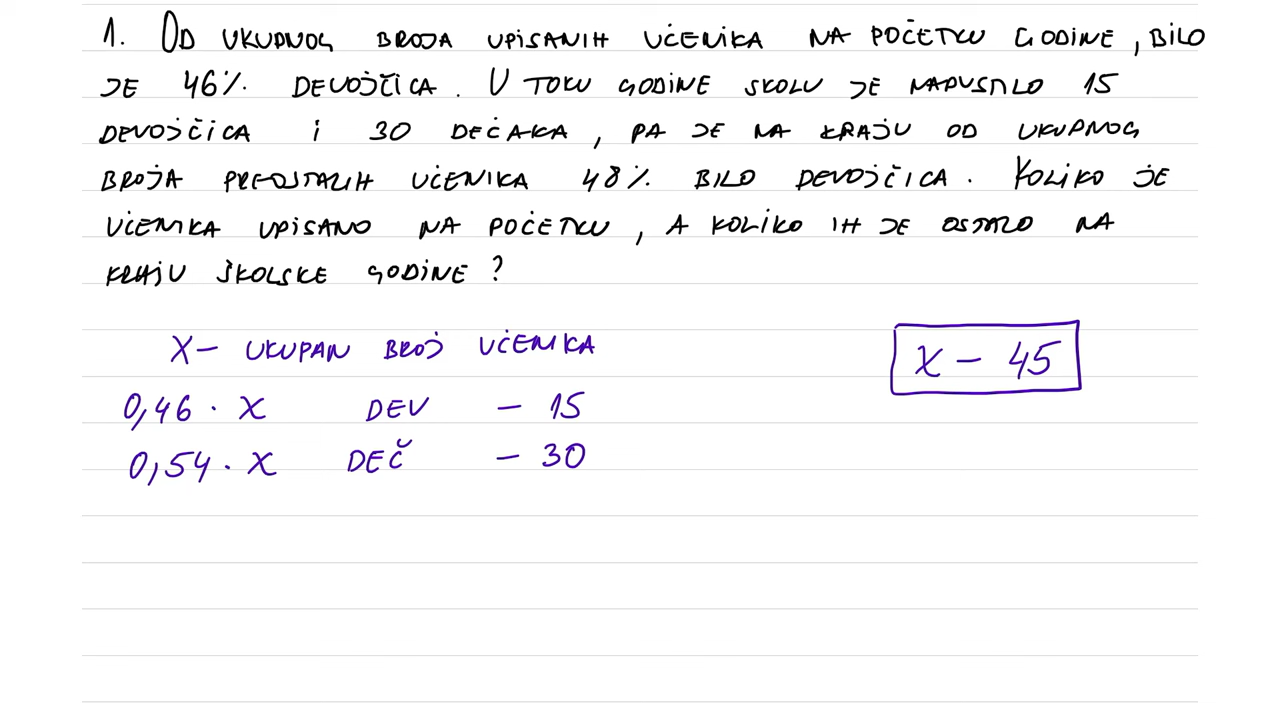 1. OD UKUPNOG BROJA UPISANIH UČENIKA NA POČETKU GODINE, BILO
JE 46% DEVOJČICA. U TOKU GODINE ŠKOLU JE NAPUSTILO 15
DEVOJČICA I 30 DEČAKA, PA JE NA KRAJU OD UKUPNOG
BROJA PREOSTALIH UČENIKA 48% BILO DEVOJČICA. KOLIKO JE
UČENIKA UPISANO NA POČETKU, A KOLIKO IH JE OSTALO NA
KRAJU ŠKOLSKE GODINE?
X - UKUPAN BROJ UČENIKA
X - 45
0,46 · X DEV - 15
0,54 · X DEČ - 30